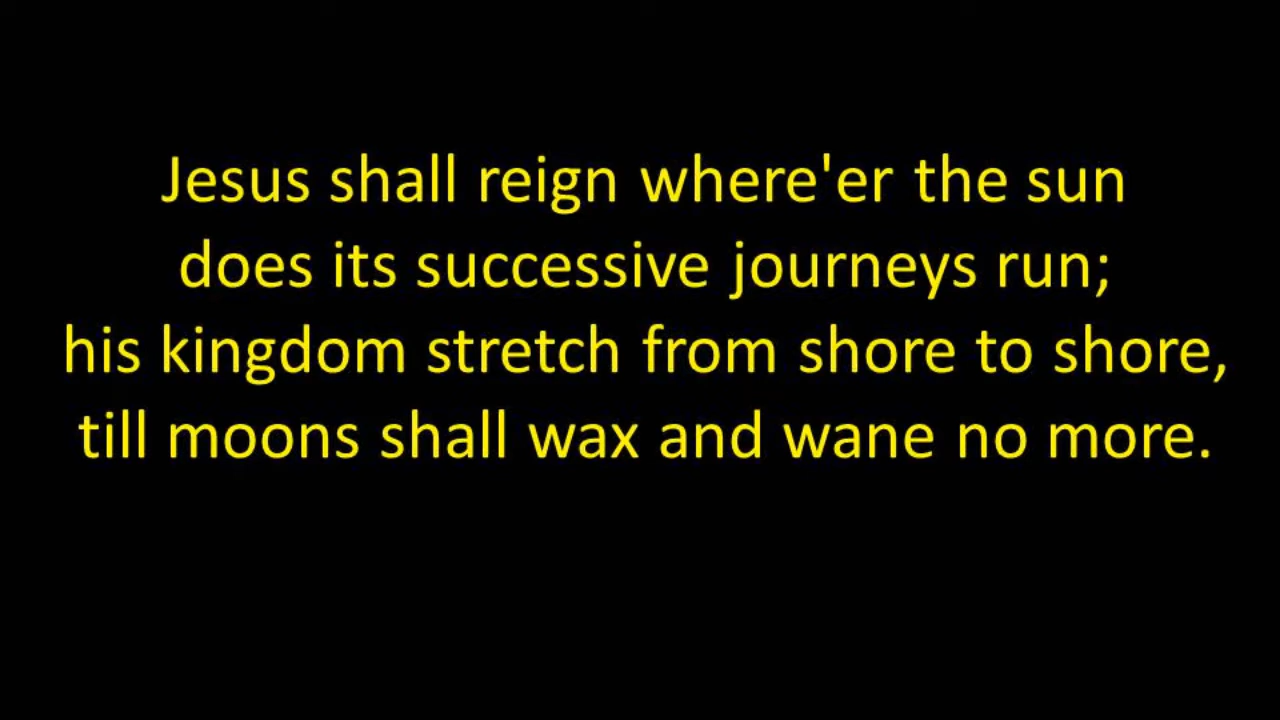 Jesus shall reign where'er the sun
does its successive journeys run;
his kingdom stretch from shore to shore,
till moons shall wax and wane no more.